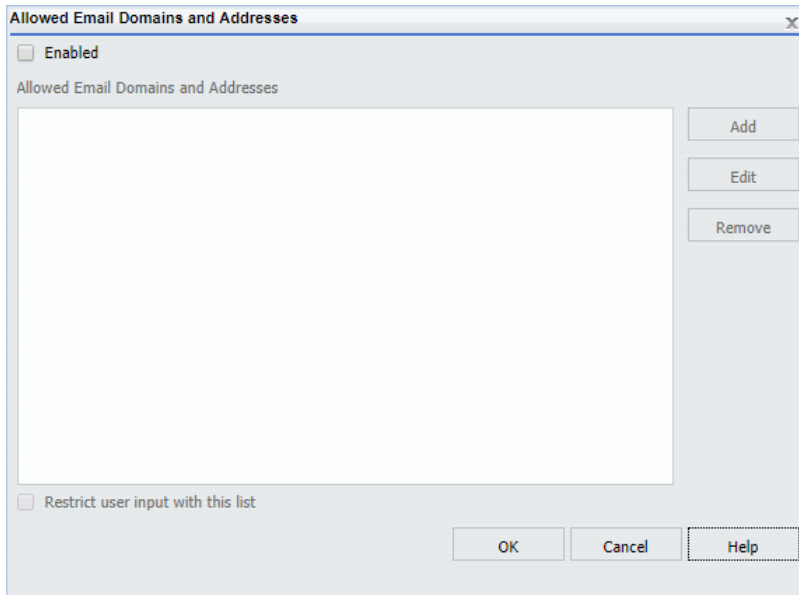 Allowed Email Domains and Addresses
x
Enabled
Allowed Email Domains and Addresses
Add
Edit
Remove
Restrict user input with this list
OK Cancel Help